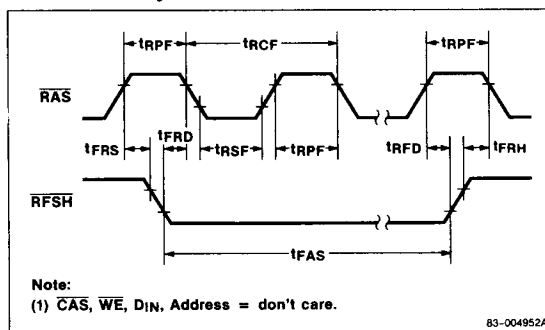 tRPF tRCF tRPF
RAS
tFRS tFRD tRSF tRPF tRFD tFRH
RFSH
tFAS
Note:
(1) CAS, WE, DIN, Address = don't care.
83-004952A